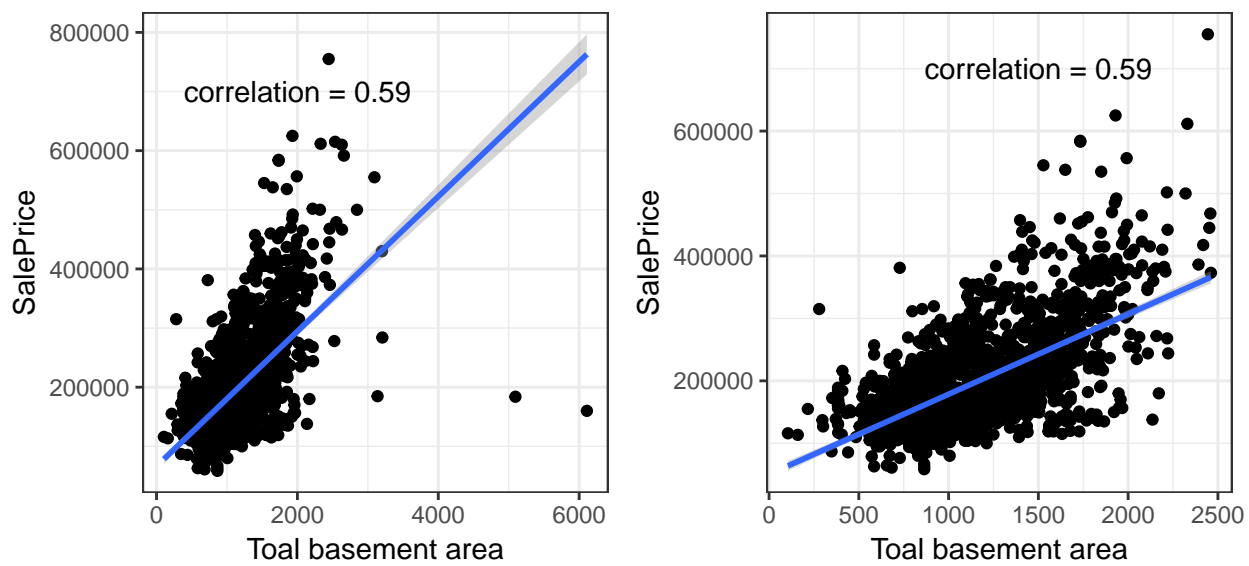 800000
600000
400000
200000
SalePrice
correlation = 0.59
0
2000
4000
6000
Toal basement area
600000
400000
200000
SalePrice
correlation = 0.59
0
500
1000
1500
2000
2500
Toal basement area